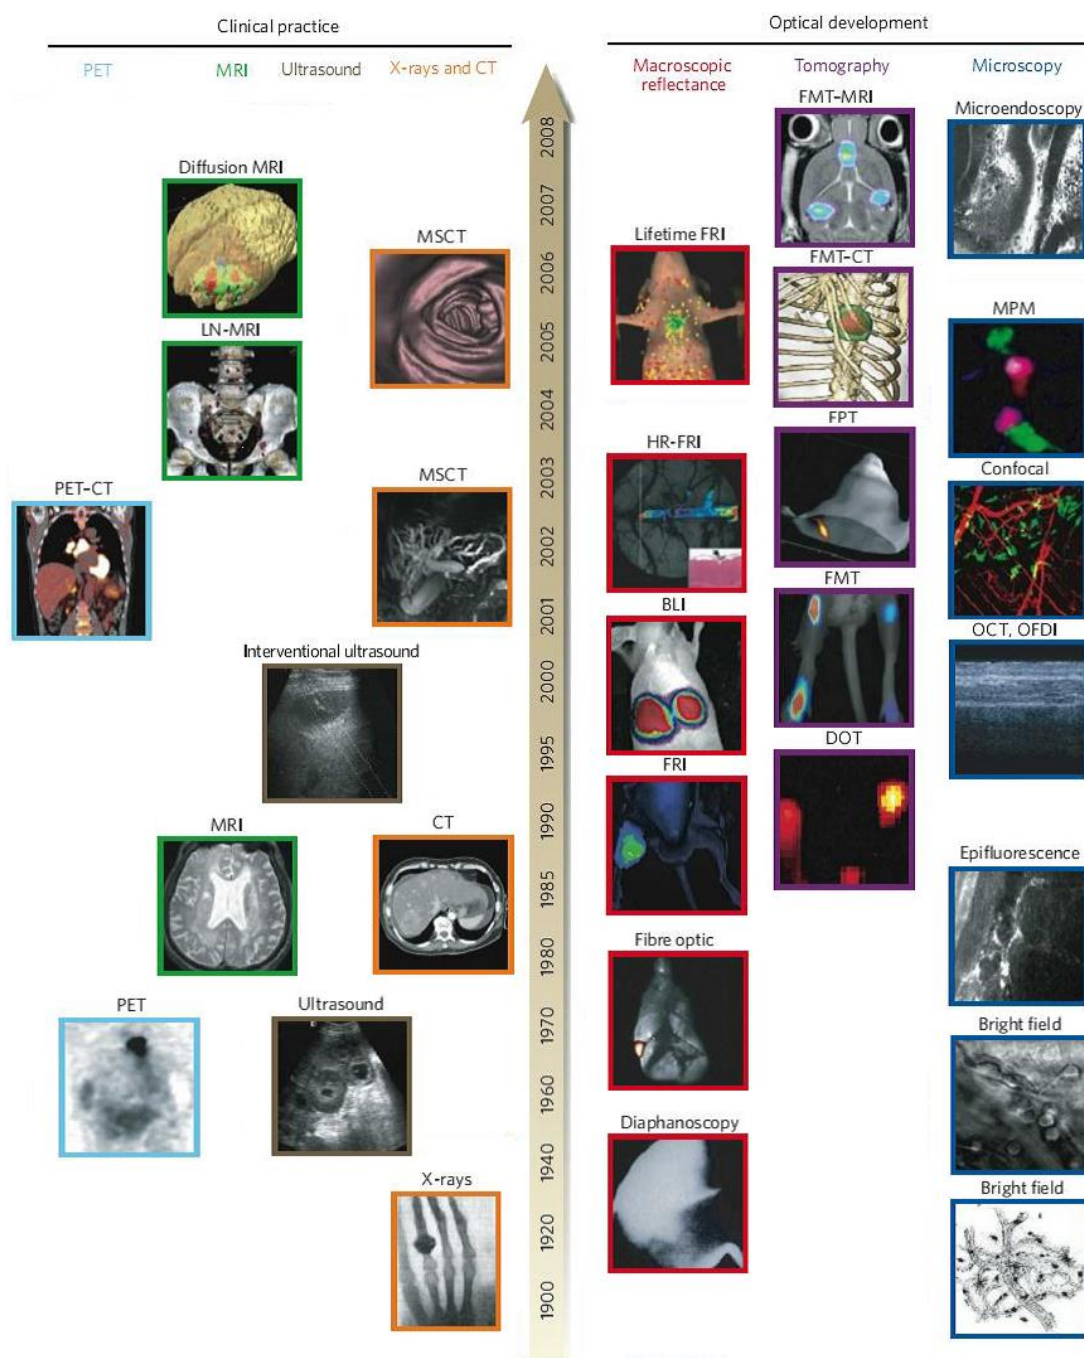 Clinical practice
Optical development
PET
MRI
Ultrasound
X-rays and CT
Macroscopic
reflectance
Tomography
Microscopy
FMT-MRI
Microendoscopy
2008
Diffusion MRI
2007
MSCT
Lifetime FRI
2006
FMT-CT
LN-MRI
2005
MPM
2004
HR-FRI
FPT
PET-CT
MSCT
2003
Confocal
2002
BLI
FMT
2001
OCT, OFDI
Interventional ultrasound
2000
1995
FRI
DOT
MRI
CT
1990
Epifluorescence
1985
1980
Fibre optic
PET
Ultrasound
1970
Bright field
1960
Diaphanoscopy
1940
X-rays
Bright field
1920
1900